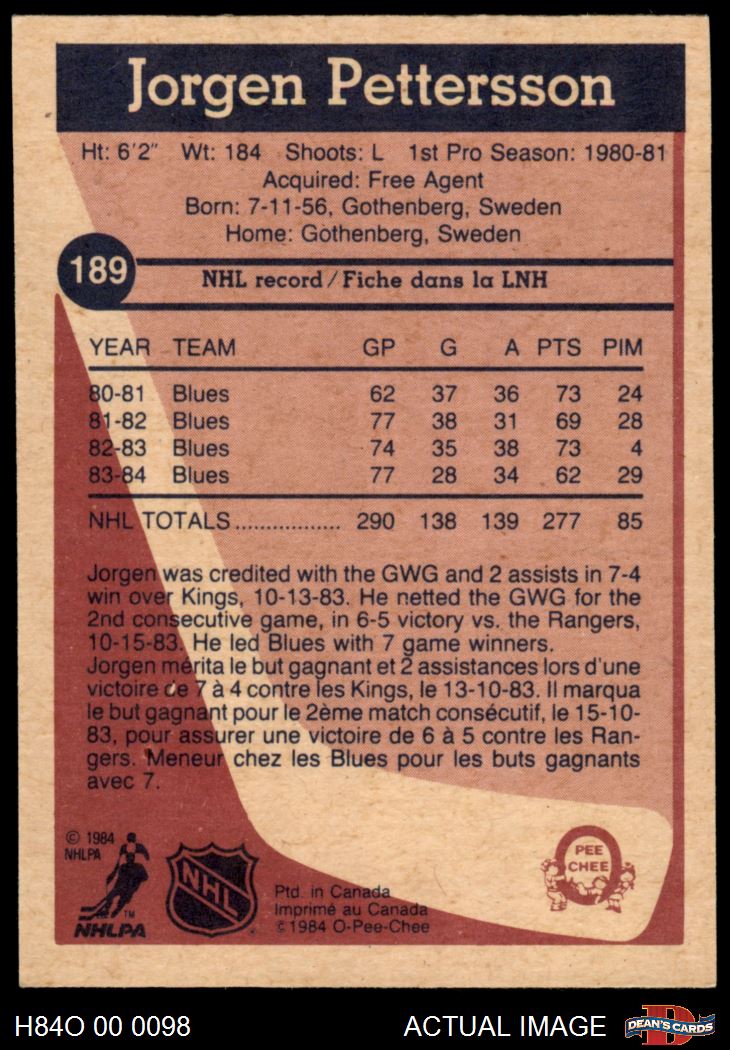 Jorgen Pettersson
Ht: 6'2" Wt: 184 Shoots: L 1st Pro Season: 1980-81
Acquired: Free Agent
Born: 7-11-56, Gothenberg, Sweden
Home: Gothenberg, Sweden
189
NHL record/Fiche dans la LNH
YEAR TEAM GP G A PTS PIM
80-81 Blues 62 37 36 73 24
81-82 Blues 77 38 31 69 28
82-83 Blues 74 35 38 73 4
83-84 Blues 77 28 34 62 29
NHL TOTALS................ 290 138 139 277 85
Jorgen was credited with the GWG and 2 assists in 7-4
win over Kings, 10-13-83. He netted the GWG for the
2nd consecutive game, in 6-5 victory vs. the Rangers,
10-15-83. He led Blues with 7 game winners.
Jorgen mérita le but gagnant et 2 assistances lors d'une
victoire de 7 à 4 contre les Kings, le 13-10-83. Il marqua
le but gagnant pour le 2ème match consécutif, le 15-10-
83, pour assurer une victoire de 6 à 5 contre les Ran-
gers. Meneur chez les Blues pour les buts gagnants
avec 7.
© 1984
NHLPA
TM
NHLPA
NHL
Ptd. in Canada
Imprimé au Canada
© 1984 O-Pee-Chee
PEE
CHEE
H84O 00 0098
ACTUAL IMAGE
D
DEAN'S CARDS